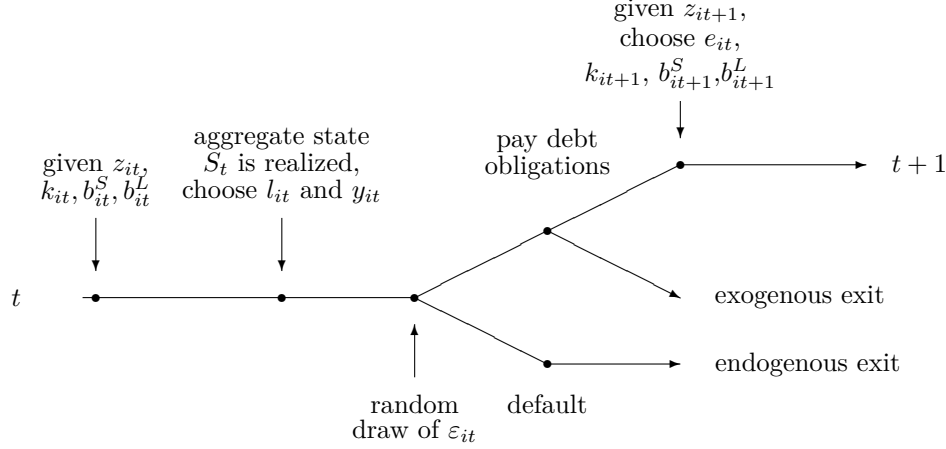 given z_{it+1},
choose e_{it},
k_{it+1}, b^S_{it+1}, b^L_{it+1}
aggregate state
S_t is realized,
choose l_{it} and y_{it}
pay debt
obligations
given z_{it},
k_{it}, b^S_{it}, b^L_{it}
t + 1
t
exogenous exit
endogenous exit
random
draw of ε_{it}
default